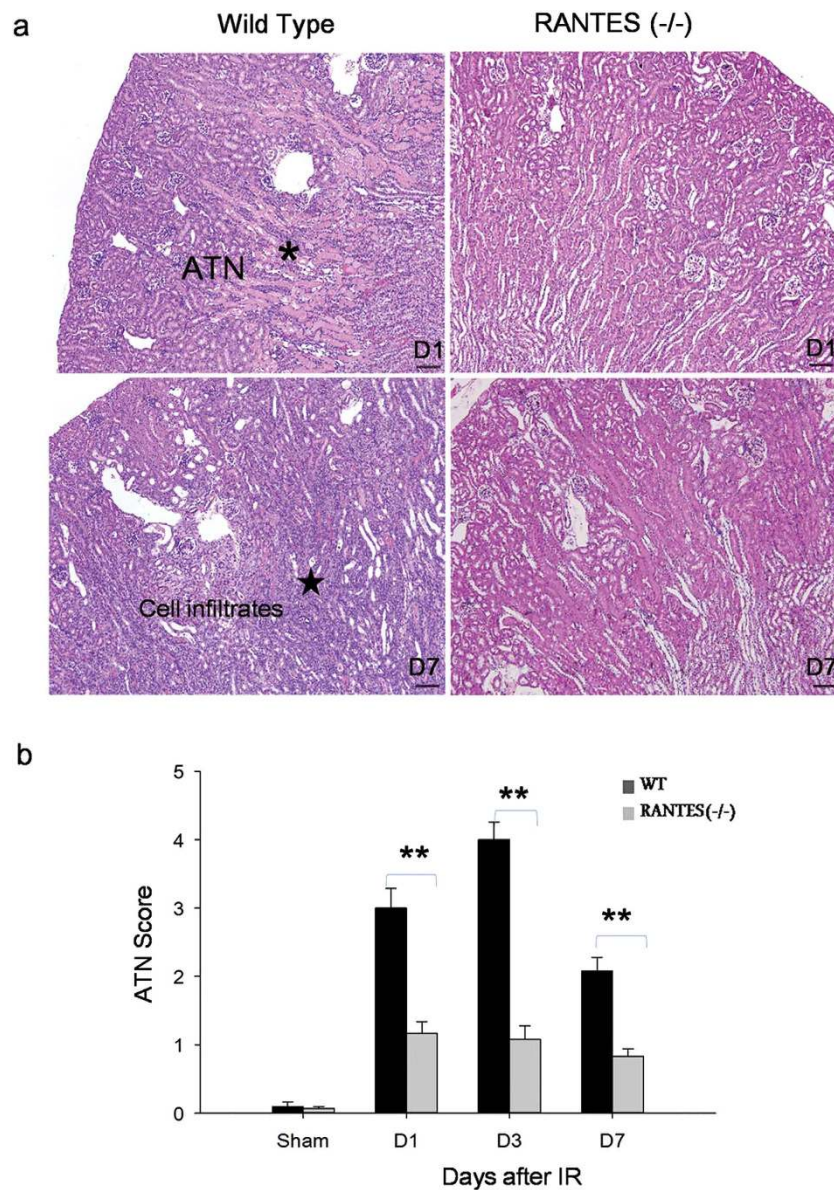 a
Wild Type
RANTES (-/-)
ATN
*
D1
D1
Cell infiltrates
★
D7
D7
b
5
4
3
2
1
0
ATN Score
**
**
**
WT
RANTES(-/-)
Sham
D1
D3
D7
Days after IR